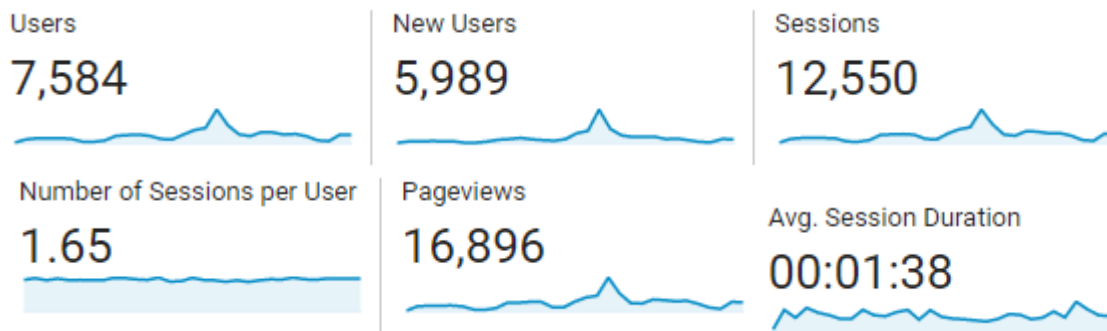 Users
7,584
New Users
5,989
Sessions
12,550
Number of Sessions per User
1.65
Pageviews
16,896
Avg. Session Duration
00:01:38